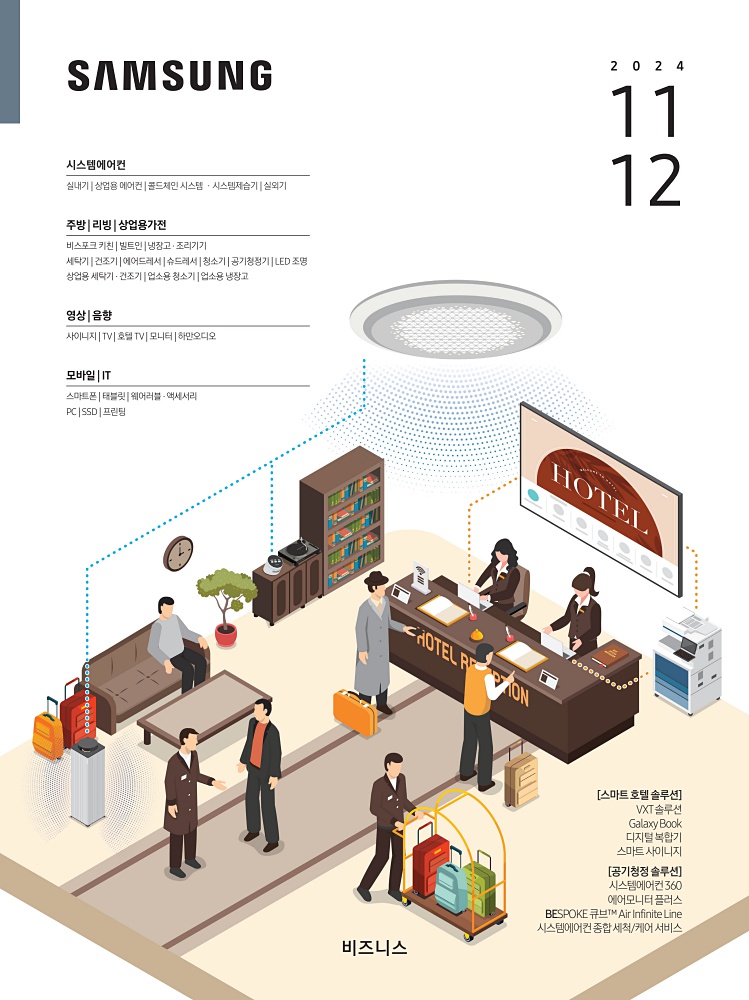 SAMSUNG
2024
11
12
시스템에어컨
실내기 | 상업용 에어컨 | 콜드체인 시스템 · 시스템제습기 | 실외기
주방 | 리빙 | 상업용가전
비스포크 키친 | 빌트인 | 냉장고 · 조리기기
세탁기 | 건조기 | 에어드레서 | 슈드레서 | 청소기 | 공기청정기 | LED 조명
상업용 세탁기 · 건조기 | 업소용 청소기 | 업소용 냉장고
영상 | 음향
사이니지 | TV | 호텔 TV | 모니터 | 하만오디오
모바일 | IT
스마트폰 | 태블릿 | 웨어러블 · 액세서리
PC | SSD | 프린팅
HOTEL
[스마트 호텔 솔루션]
VXT 솔루션
Galaxy Book
디지털 복합기
스마트 사이니지
[공기청정 솔루션]
시스템에어컨 360
에어모니터 플러스
BESPOKE 큐브™ Air Infinite Line
시스템에어컨 종합 세척/케어 서비스
비즈니스